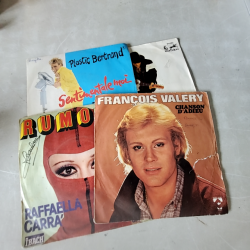 Plastic Bertrand
Sentimentale moi
FRANÇOIS VALERY
CHANSON
D'ADIEU
RUMO
RAFFAELLA
CARRA'